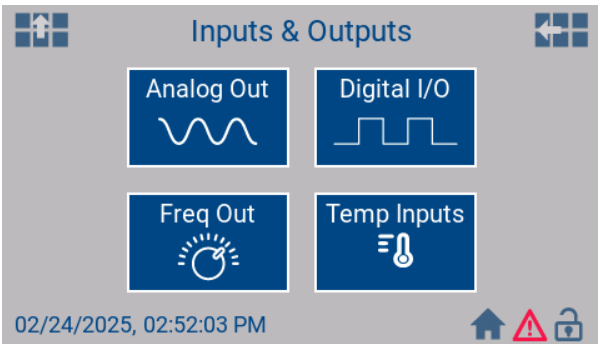 Inputs & Outputs
Analog Out
Digital I/O
Freq Out
Temp Inputs
02/24/2025, 02:52:03 PM